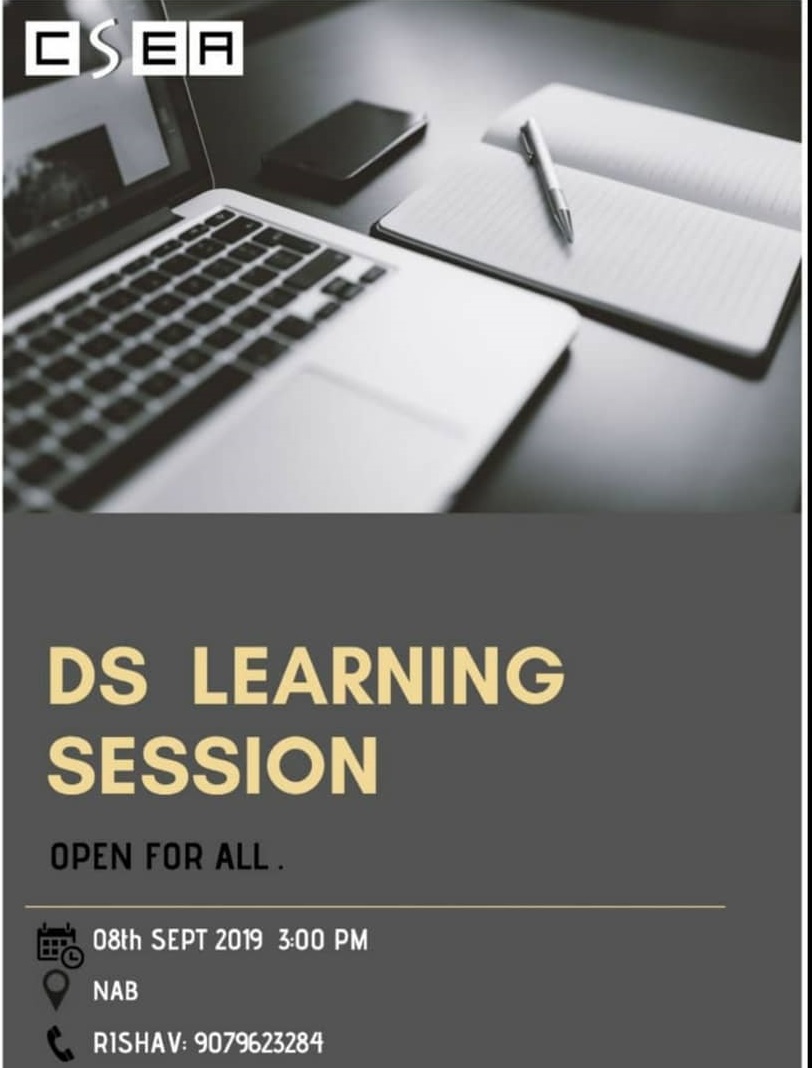 CSEA
DS LEARNING
SESSION
OPEN FOR ALL .
08th SEPT 2019 3:00 PM
NAB
RISHAV: 9079623284